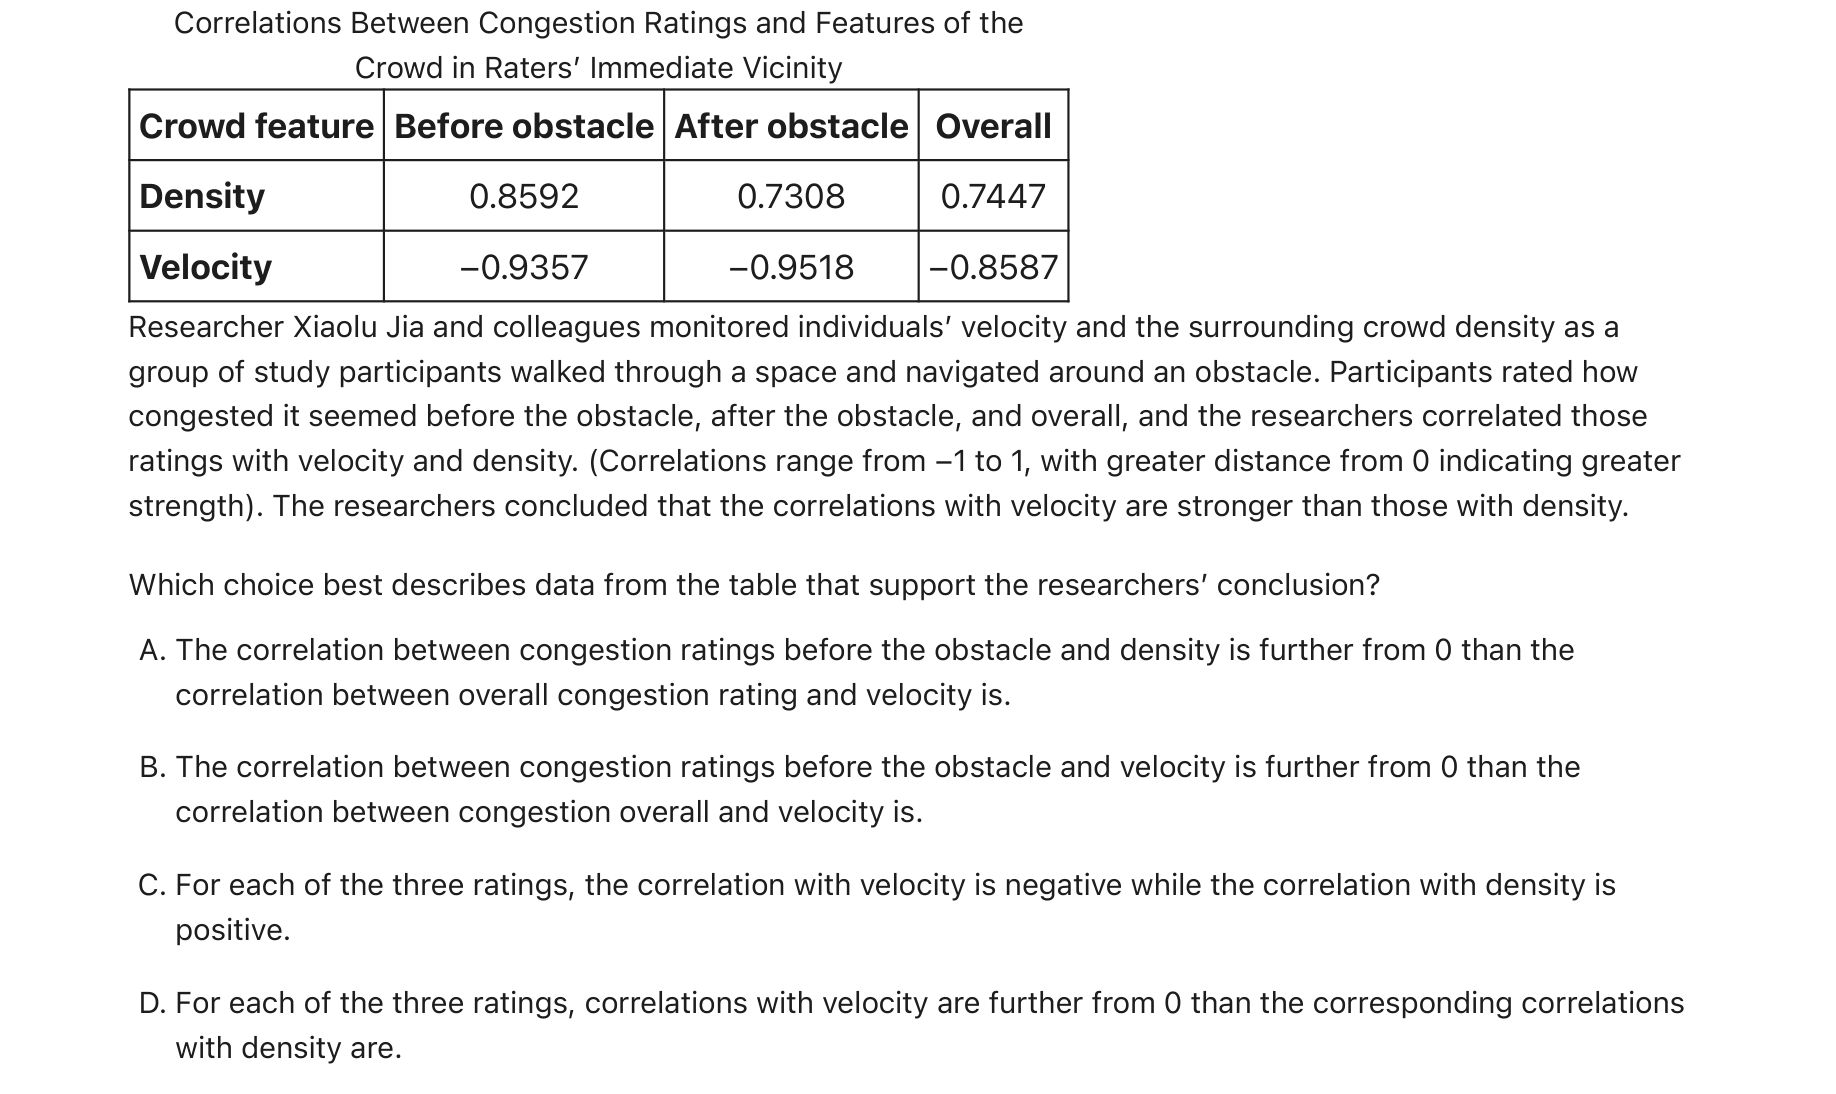 Correlations Between Congestion Ratings and Features of the
Crowd in Raters’ Immediate Vicinity
Crowd feature Before obstacle After obstacle Overall
Density 0.8592 0.7308 0.7447
Velocity −0.9357 −0.9518 −0.8587
Researcher Xiaolu Jia and colleagues monitored individuals’ velocity and the surrounding crowd density as a
group of study participants walked through a space and navigated around an obstacle. Participants rated how
congested it seemed before the obstacle, after the obstacle, and overall, and the researchers correlated those
ratings with velocity and density. (Correlations range from −1 to 1, with greater distance from 0 indicating greater
strength). The researchers concluded that the correlations with velocity are stronger than those with density.
Which choice best describes data from the table that support the researchers’ conclusion?
A. The correlation between congestion ratings before the obstacle and density is further from 0 than the
correlation between overall congestion rating and velocity is.
B. The correlation between congestion ratings before the obstacle and velocity is further from 0 than the
correlation between congestion overall and velocity is.
C. For each of the three ratings, the correlation with velocity is negative while the correlation with density is
positive.
D. For each of the three ratings, correlations with velocity are further from 0 than the corresponding correlations
with density are.